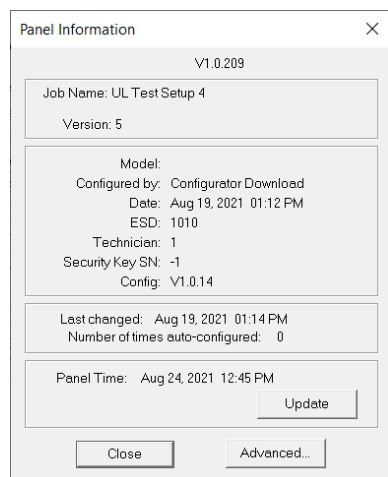 Panel Information
V1.0.209
Job Name: UL Test Setup 4
Version: 5
Model:
Configured by: Configurator Download
Date: Aug 19, 2021 01:12 PM
ESD: 1010
Technician: 1
Security Key SN: -1
Config: V1.0.14
Last changed: Aug 19, 2021 01:14 PM
Number of times auto-configured: 0
Panel Time: Aug 24, 2021 12:45 PM
Update
Close Advanced...